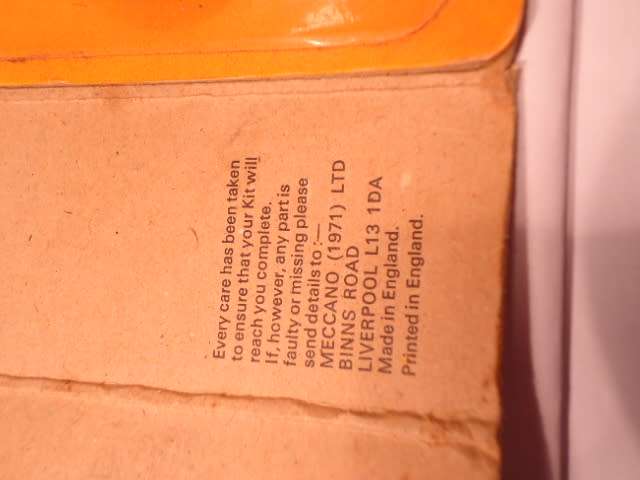 Every care has been taken
to ensure that your Kit will
reach you complete.
If, however, any part is
faulty or missing please
send details to:—
MECCANO (1971) LTD
BINNS ROAD
LIVERPOOL L13 1DA
Made in England.
Printed in England.